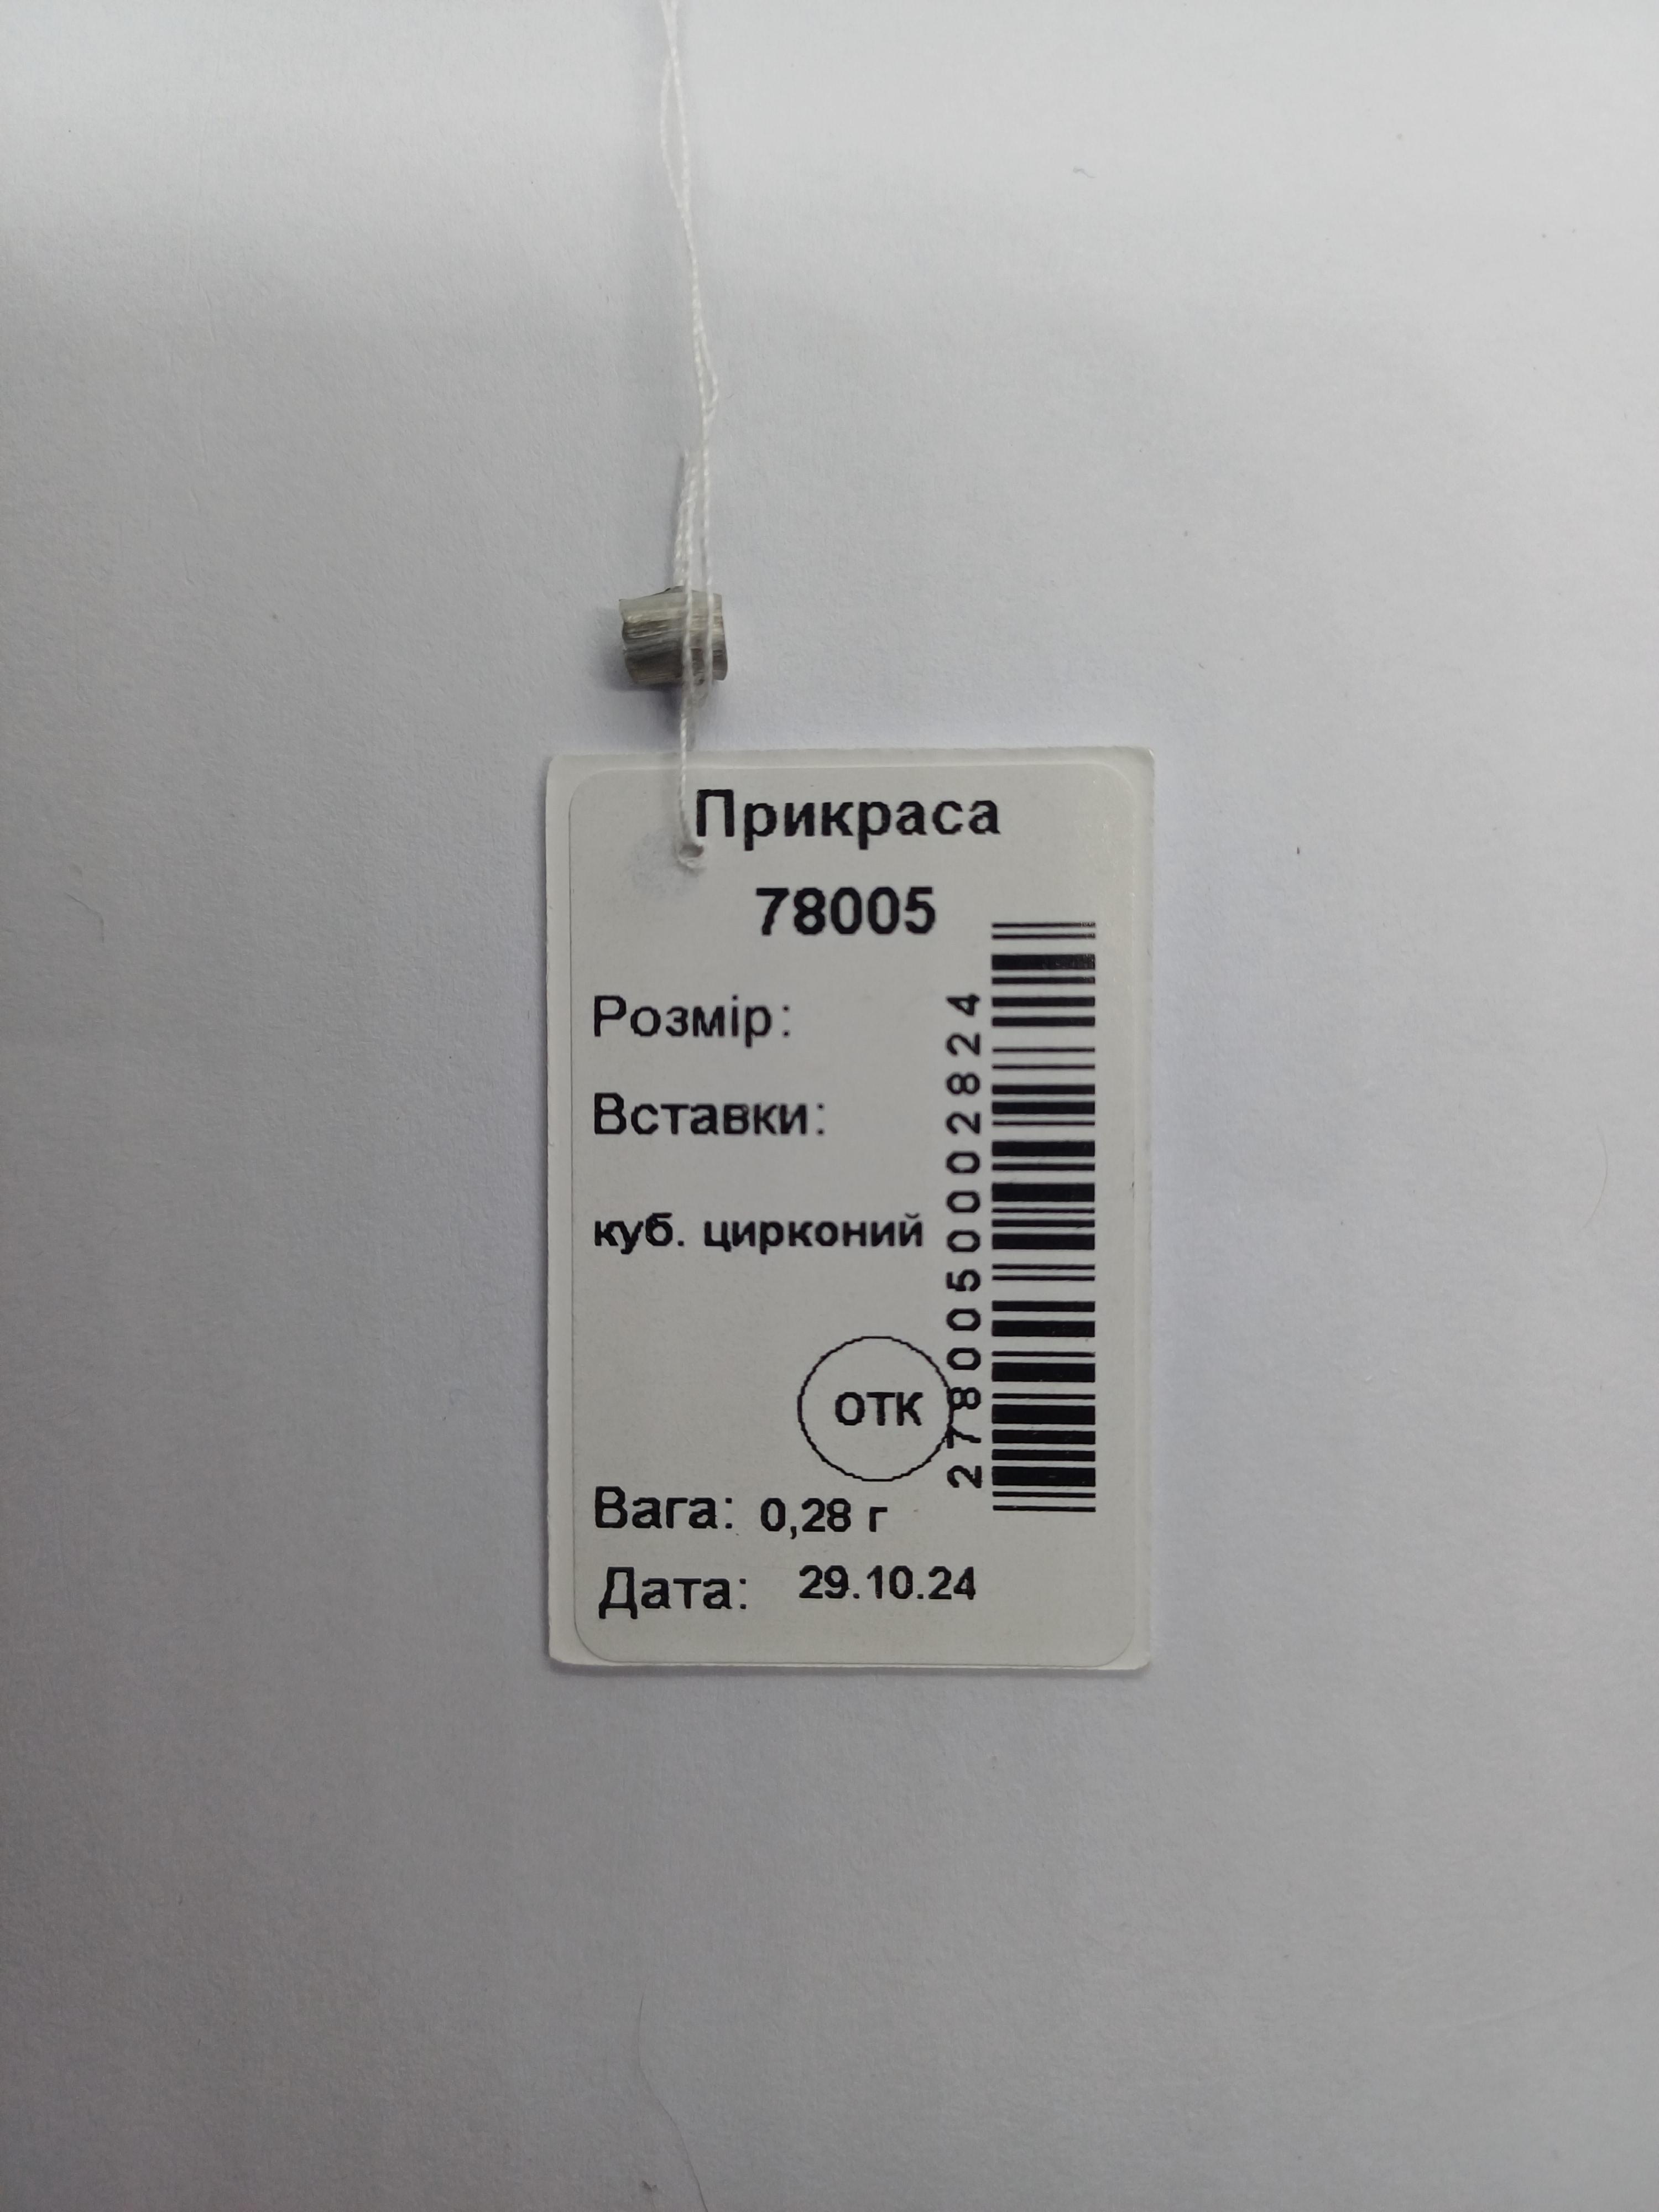 Прикраса
78005
Розмір:
Вставки:
куб. цирконий
ОТК
Вага: 0,28 г
Дата: 29.10.24
2780050002824